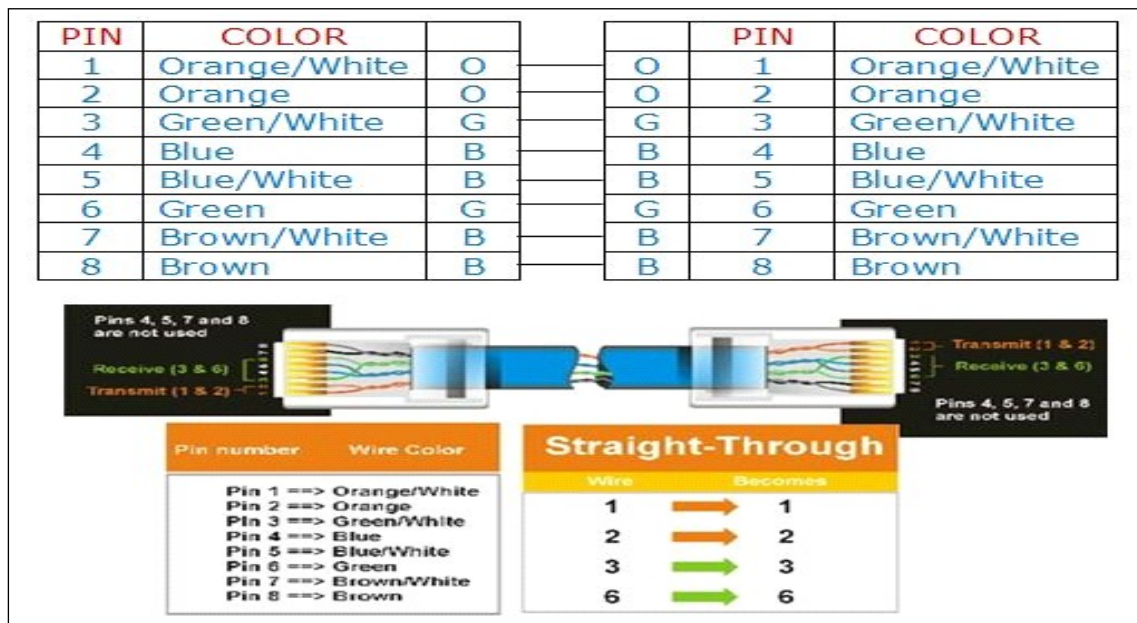 PIN COLOR PIN COLOR
1 Orange/White O O 1 Orange/White
2 Orange O O 2 Orange
3 Green/White G G 3 Green/White
4 Blue B B 4 Blue
5 Blue/White B B 5 Blue/White
6 Green G G 6 Green
7 Brown/White B B 7 Brown/White
8 Brown B B 8 Brown
Pins 4, 5, 7 and 8
are not used
Receive (3 & 6)
Transmit (1 & 2)
Transmit (1 & 2)
Receive (3 & 6)
Pins 4, 5, 7 and 8
are not used
Pin number Wire Color
Pin 1 ==> Orange/White
Pin 2 ==> Orange
Pin 3 ==> Green/White
Pin 4 ==> Blue
Pin 5 ==> Blue/White
Pin 6 ==> Green
Pin 7 ==> Brown/White
Pin 8 ==> Brown
Straight-Through
Wire Becomes
1 1
2 2
3 3
6 6